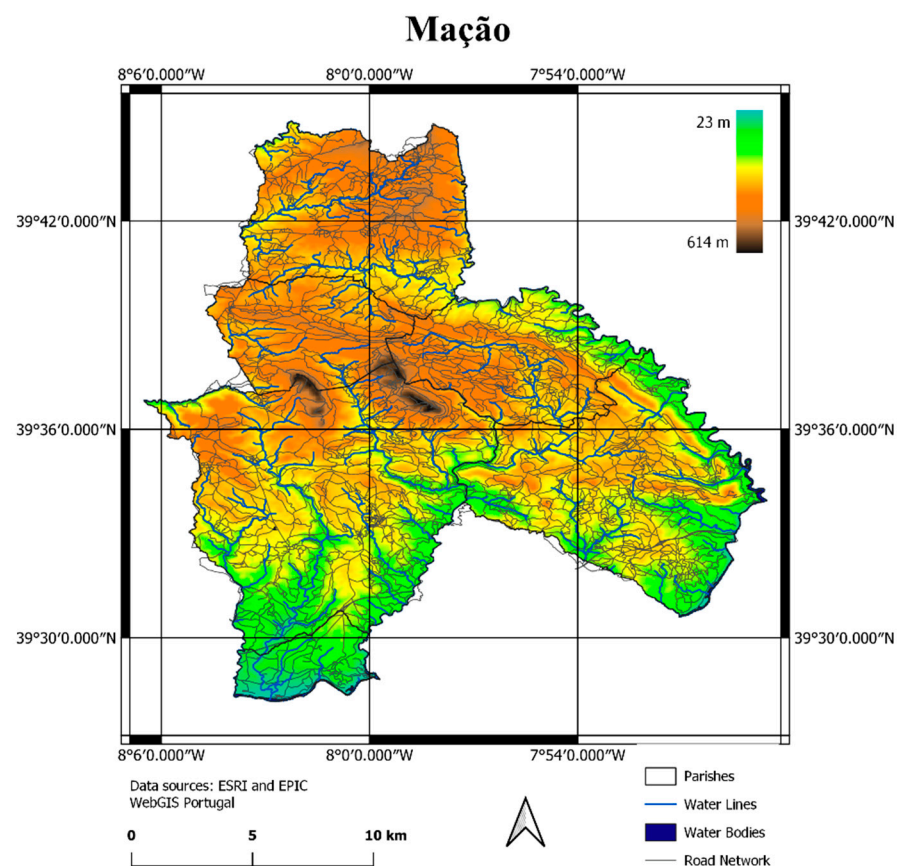 Mação
8°6′0.000″W 8°0′0.000″W 7°54′0.000″W
23 m
39°42′0.000″N 39°42′0.000″N
614 m
39°36′0.000″N 39°36′0.000″N
39°30′0.000″N 39°30′0.000″N
8°6′0.000″W 8°0′0.000″W 7°54′0.000″W
Data sources: ESRI and EPIC
WebGIS Portugal
0 5 10 km
Parishes
Water Lines
Water Bodies
Road Network